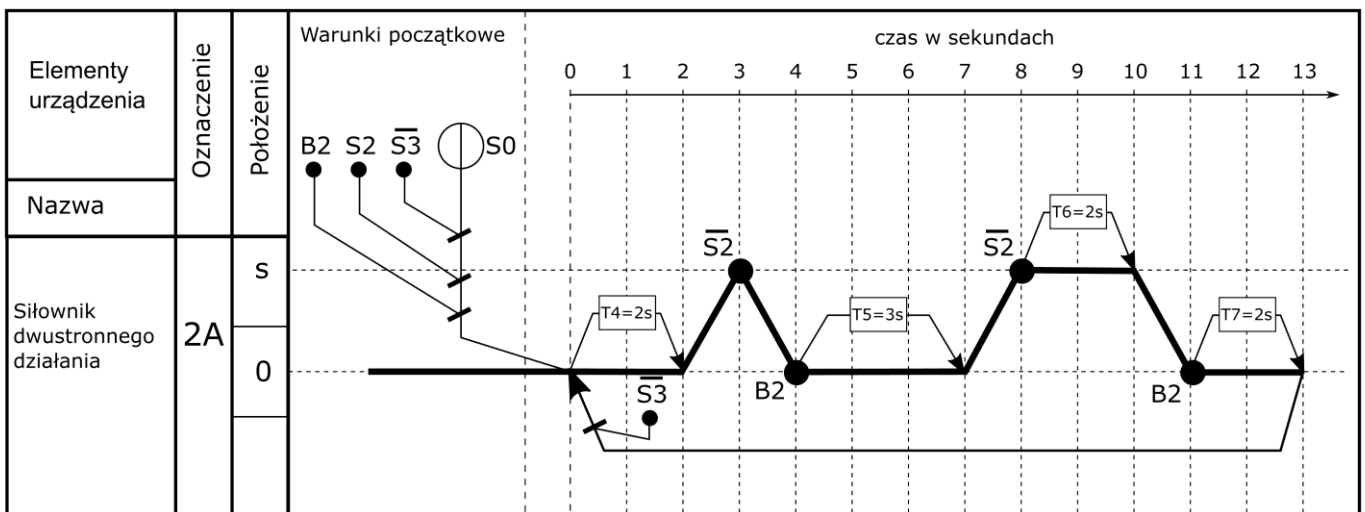 Elementy
urządzenia
Nazwa
Oznaczenie
Położenie
Warunki początkowe
czas w sekundach
0 1 2 3 4 5 6 7 8 9 10 11 12 13
B2 S2 S̅3̅ S0
Siłownik
dwustronnego
działania
2A
s
0
T4=2s
S̅2̅
B2
T5=3s
S̅2̅
T6=2s
B2
T7=2s
S̅3̅